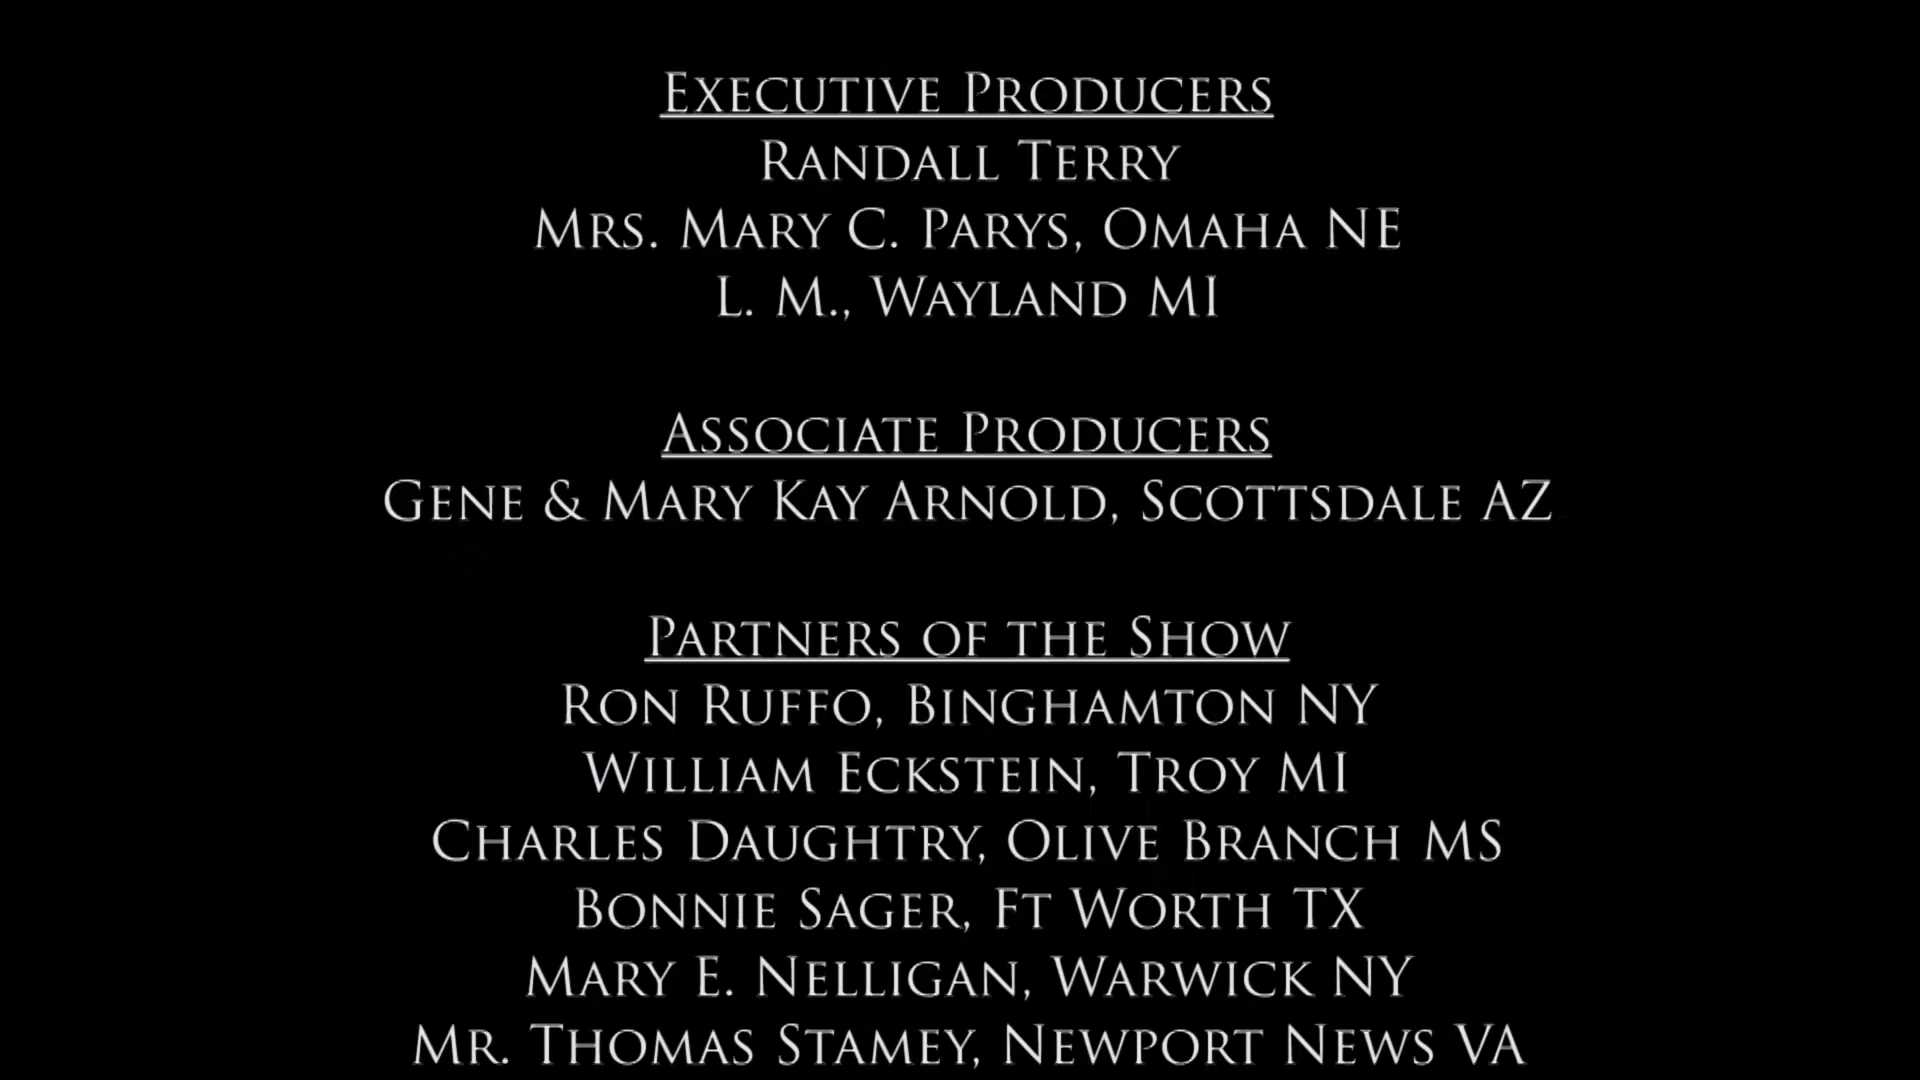 Executive Producers
Randall Terry
Mrs. Mary C. Parys, Omaha NE
L. M., Wayland MI
Associate Producers
Gene & Mary Kay Arnold, Scottsdale AZ
Partners of the Show
Ron Ruffo, Binghamton NY
William Eckstein, Troy MI
Charles Daughtry, Olive Branch MS
Bonnie Sager, Ft Worth TX
Mary E. Nelligan, Warwick NY
Mr. Thomas Stamey, Newport News VA